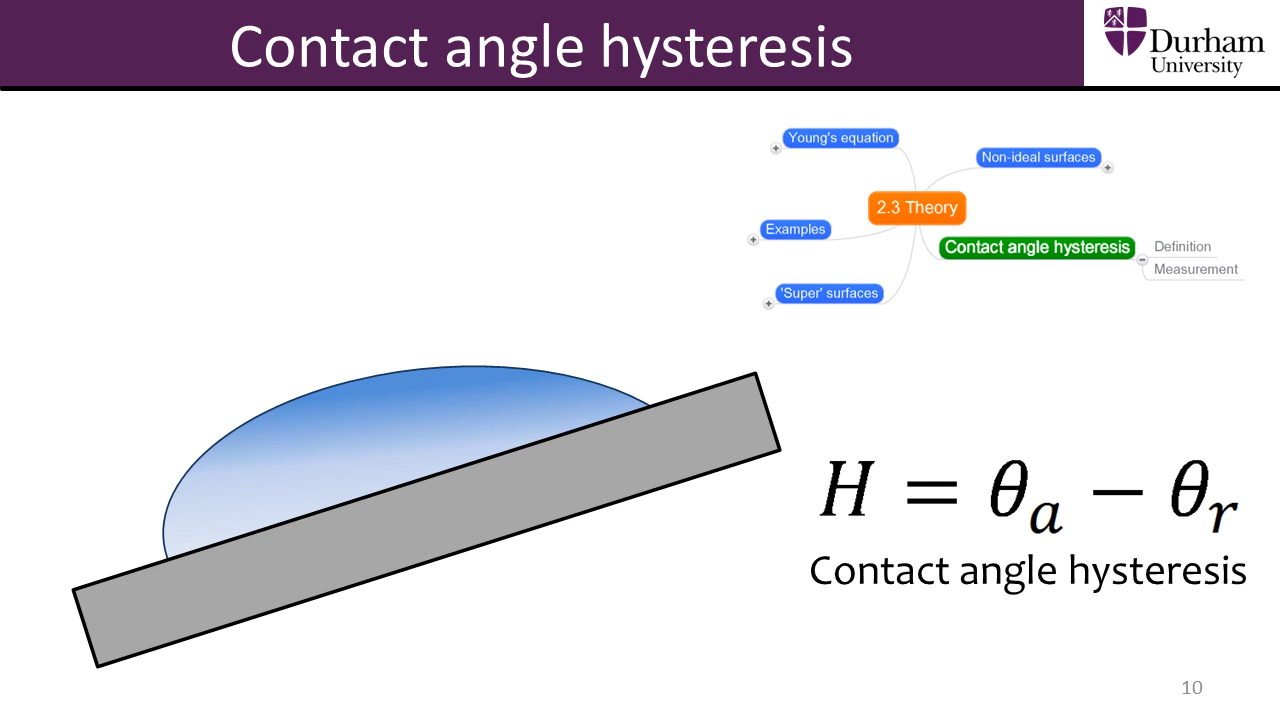 Contact angle hysteresis
Durham
University
Young's equation
Non-ideal surfaces
2.3 Theory
Examples
Contact angle hysteresis
Definition
Measurement
'Super' surfaces
H = θₐ − θᵣ
Contact angle hysteresis
10